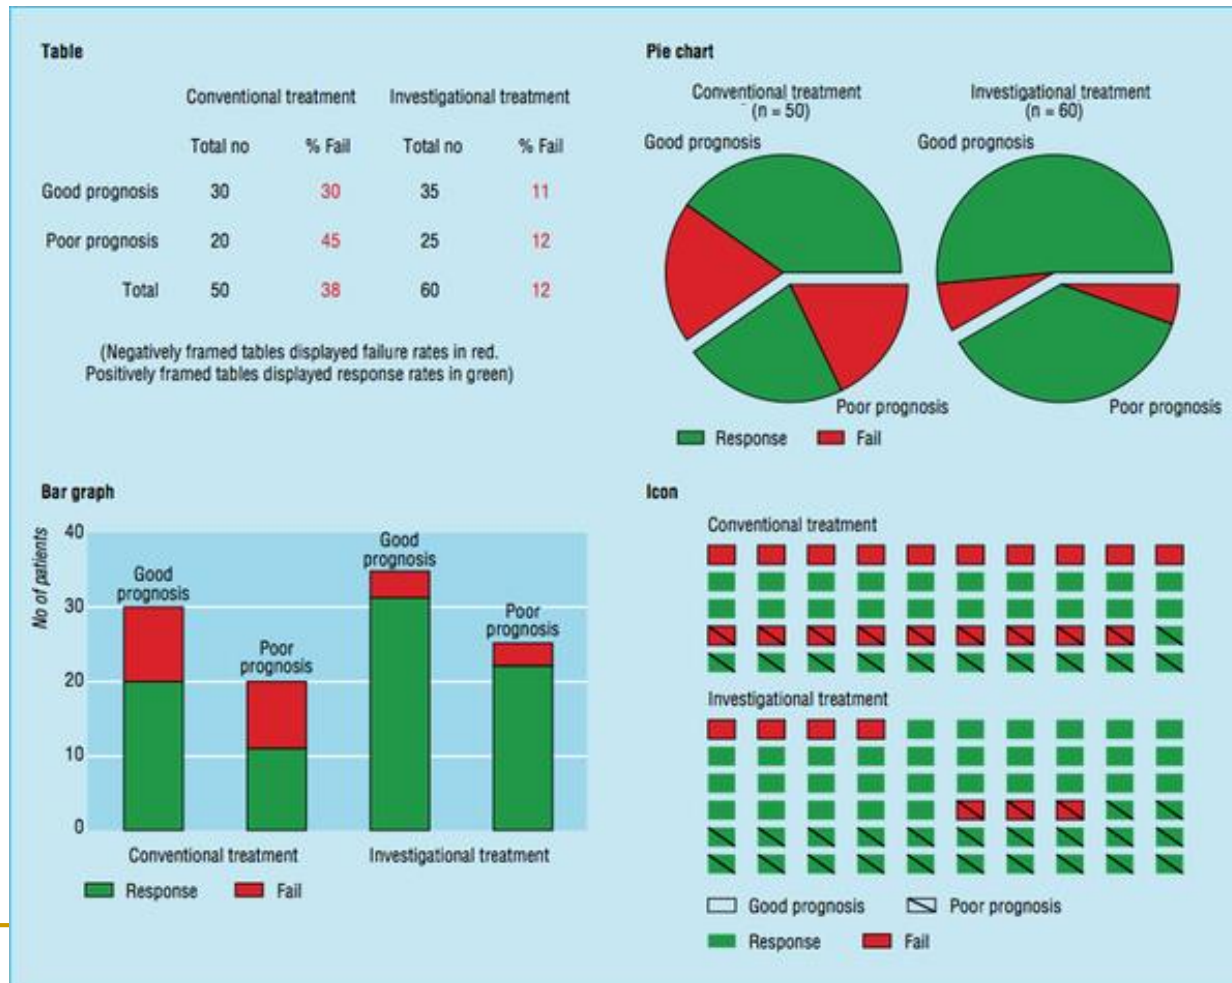 Table
Conventional treatment Investigational treatment
Total no % Fail Total no % Fail
Good prognosis 30 30 35 11
Poor prognosis 20 45 25 12
Total 50 38 60 12
(Negatively framed tables displayed failure rates in red.
Positively framed tables displayed response rates in green)
Pie chart
Conventional treatment
(n = 50)
Good prognosis
Poor prognosis
Investigational treatment
(n = 60)
Good prognosis
Poor prognosis
Response Fail
Bar graph
No of patients
40
30
20
10
0
Good
prognosis
Poor
prognosis
Good
prognosis
Poor
prognosis
Conventional treatment Investigational treatment
Response Fail
Icon
Conventional treatment
Investigational treatment
Good prognosis Poor prognosis
Response Fail